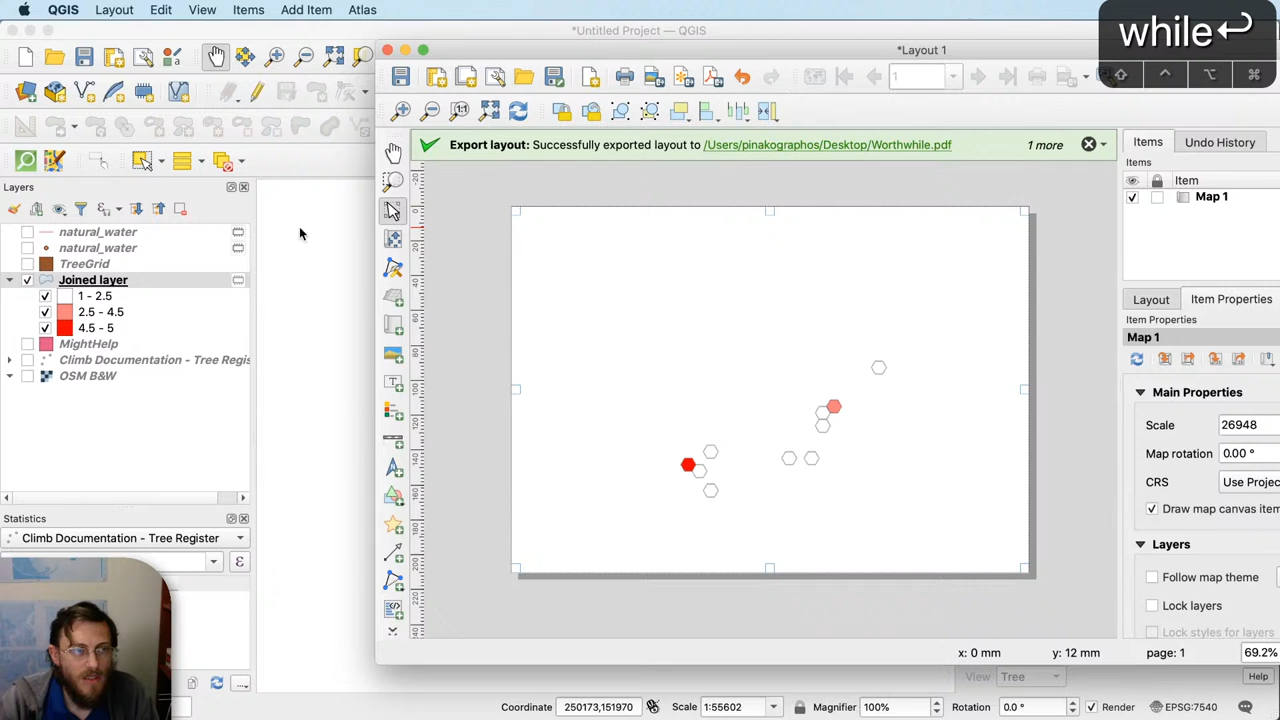 QGIS Layout Edit View Items Add Item Atlas
while↩
*Untitled Project — QGIS
*Layout 1
1
1:1
Export layout: Successfully exported layout to /Users/pinakographos/Desktop/Worthwhile.pdf
1 more
Items
Undo History
Items
Item
Map 1
Layers
natural_water
natural_water
TreeGrid
Joined layer
1 - 2.5
2.5 - 4.5
4.5 - 5
MightHelp
Climb Documentation - Tree Regis
OSM B&W
Statistics
Climb Documentation - Tree Register
Layout
Item Properties
Item Properties
Map 1
Main Properties
Scale 26948
Map rotation 0.00 °
CRS Use Projec
Draw map canvas item
Layers
Follow map theme
Lock layers
Lock styles for layers
x: 0 mm y: 12 mm page: 1 69.2%
View Tree Help
Coordinate 250173,151970 Scale 1:55602 Magnifier 100% Rotation 0.0 ° Render EPSG:7540